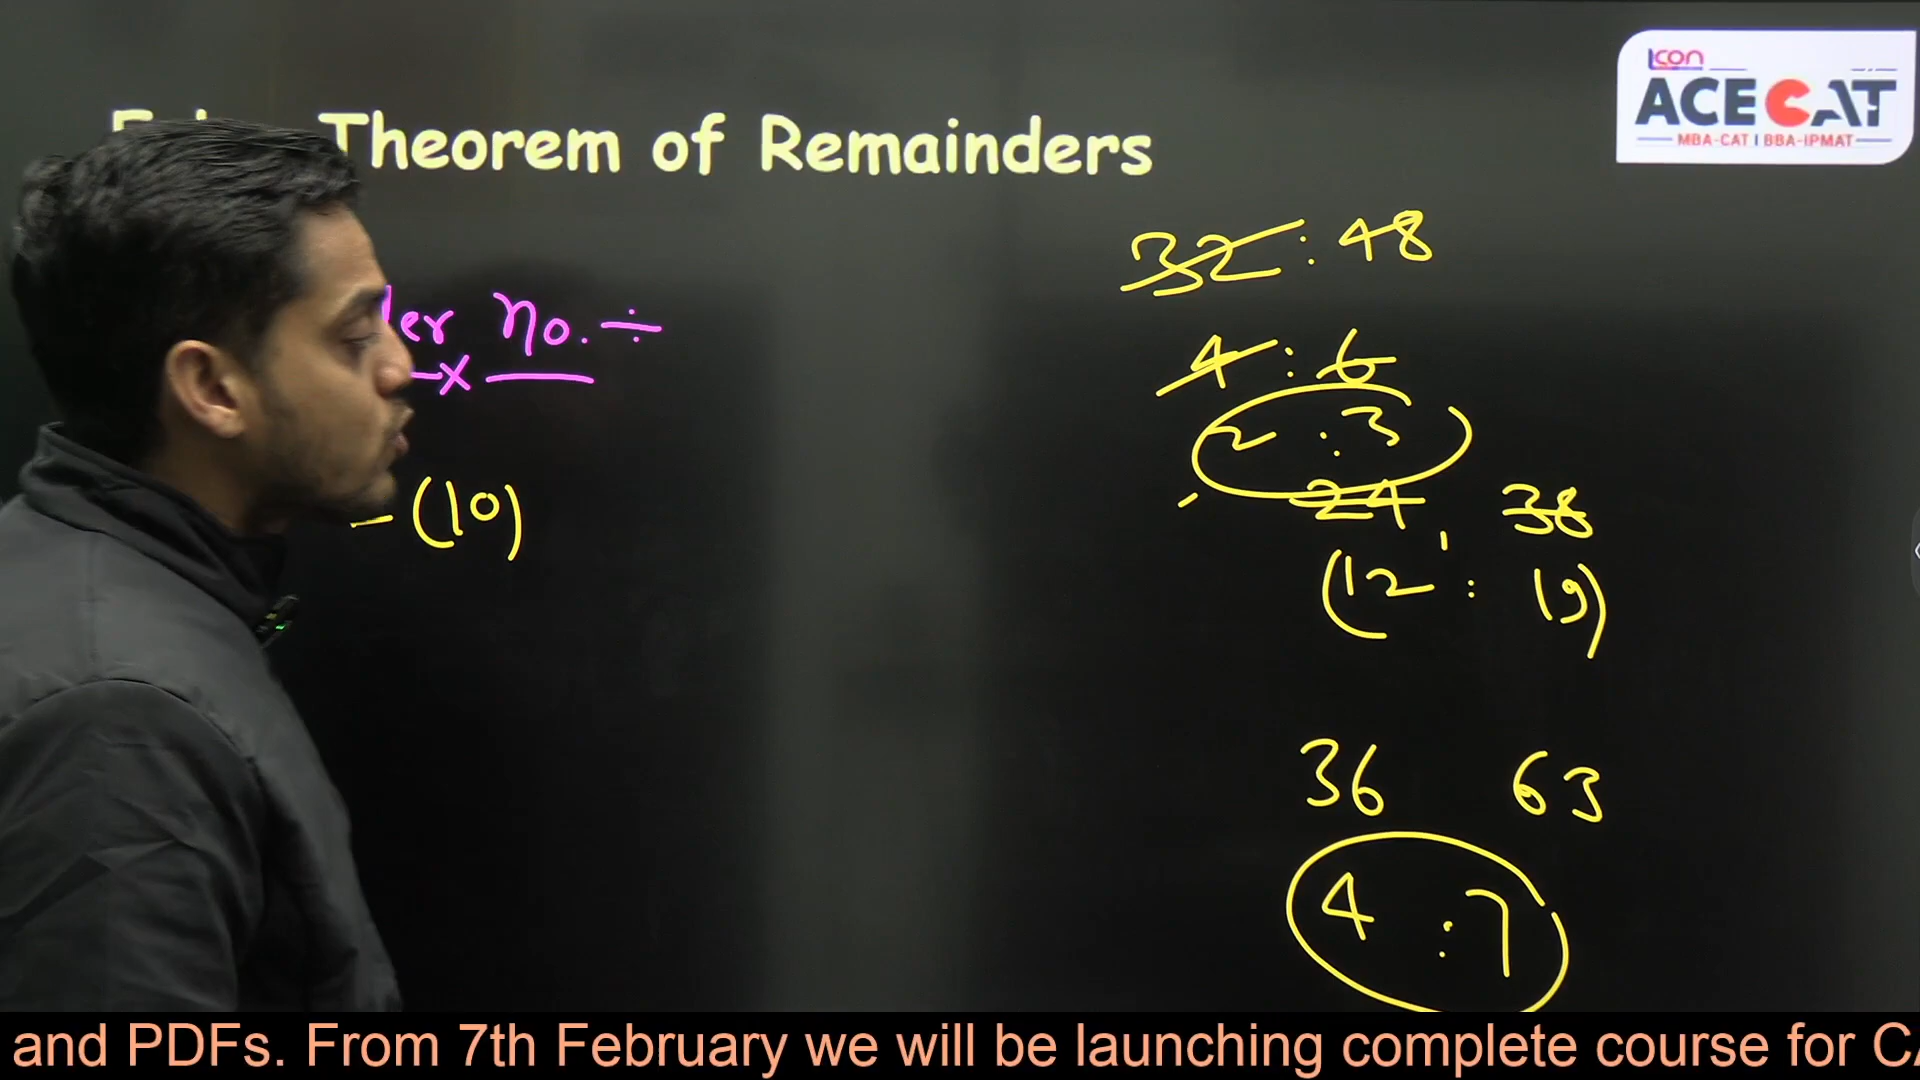 Theorem of Remainders
Icon
ACE CAT
MBA-CAT I BBA-IPMAT
32 : 48
no. ÷
x
4 : 6
2 : 3
- (10)
24 38
(12 : 19)
36 63
4 : 7
and PDFs. From 7th February we will be launching complete course for